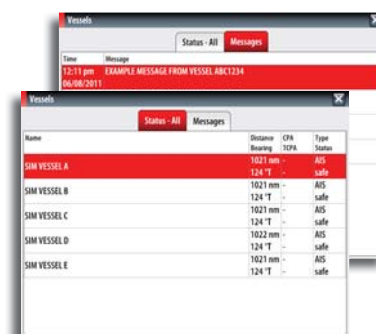 Vessels
Status - All Messages
Time Message
12:11 pm EXAMPLE MESSAGE FROM VESSEL ABC1234
06/08/2011
Vessels
Status - All Messages
Name Distance CPA Type
Bearing TCPA Status
SIM VESSEL A 1021 nm - AIS
124 °T - safe
SIM VESSEL B 1021 nm - AIS
124 °T - safe
SIM VESSEL C 1021 nm - AIS
124 °T - safe
SIM VESSEL D 1022 nm - AIS
124 °T - safe
SIM VESSEL E 1021 nm - AIS
124 °T - safe